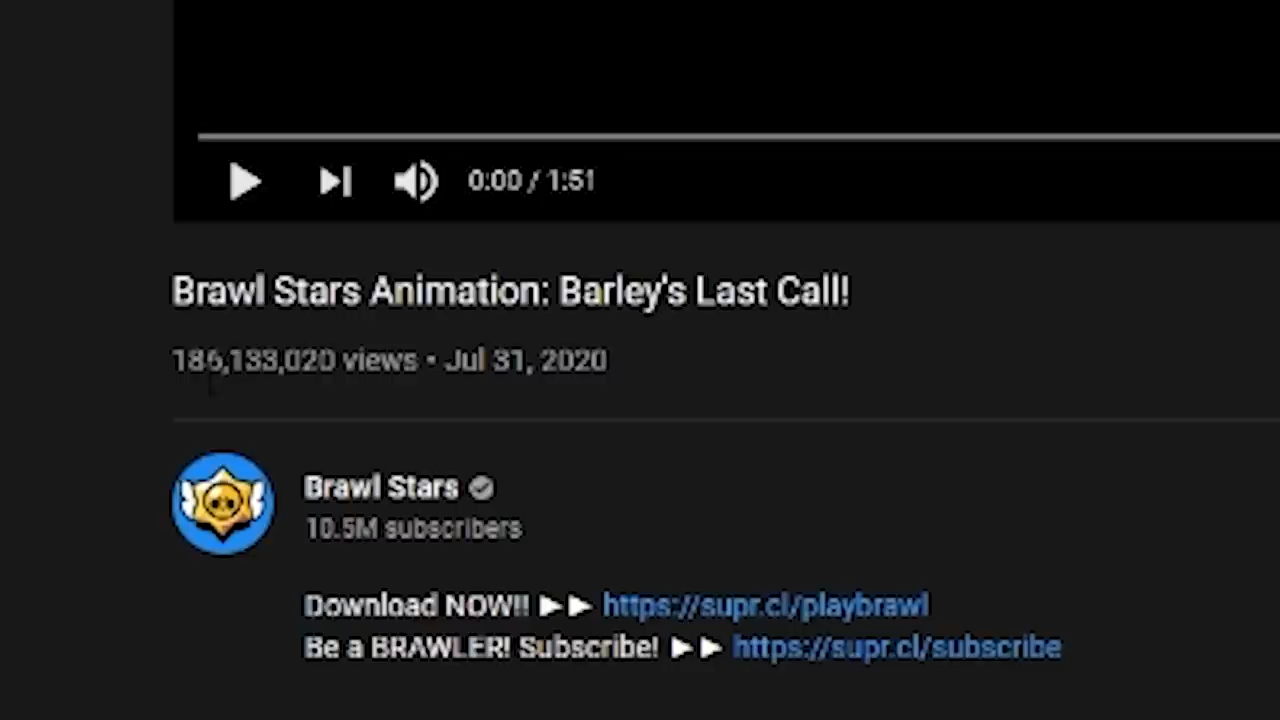 0:00 / 1:51
Brawl Stars Animation: Barley's Last Call!
186,133,020 views • Jul 31, 2020
Brawl Stars
10.5M subscribers
Download NOW!! ►► https://supr.cl/playbrawl
Be a BRAWLER! Subscribe! ►► https://supr.cl/subscribe